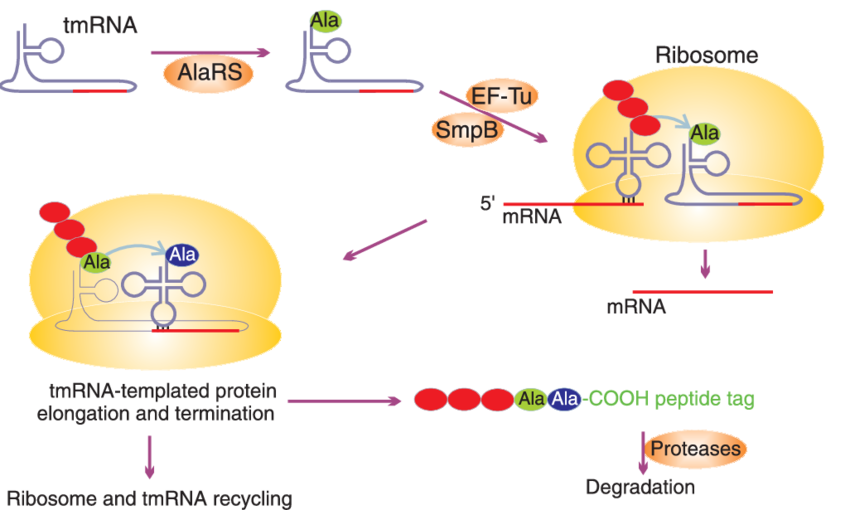 tmRNA
AlaRS
Ala
EF-Tu
SmpB
Ribosome
Ala
5'
mRNA
mRNA
Ala
Ala
tmRNA-templated protein
elongation and termination
Ala Ala -COOH peptide tag
Proteases
Degradation
Ribosome and tmRNA recycling